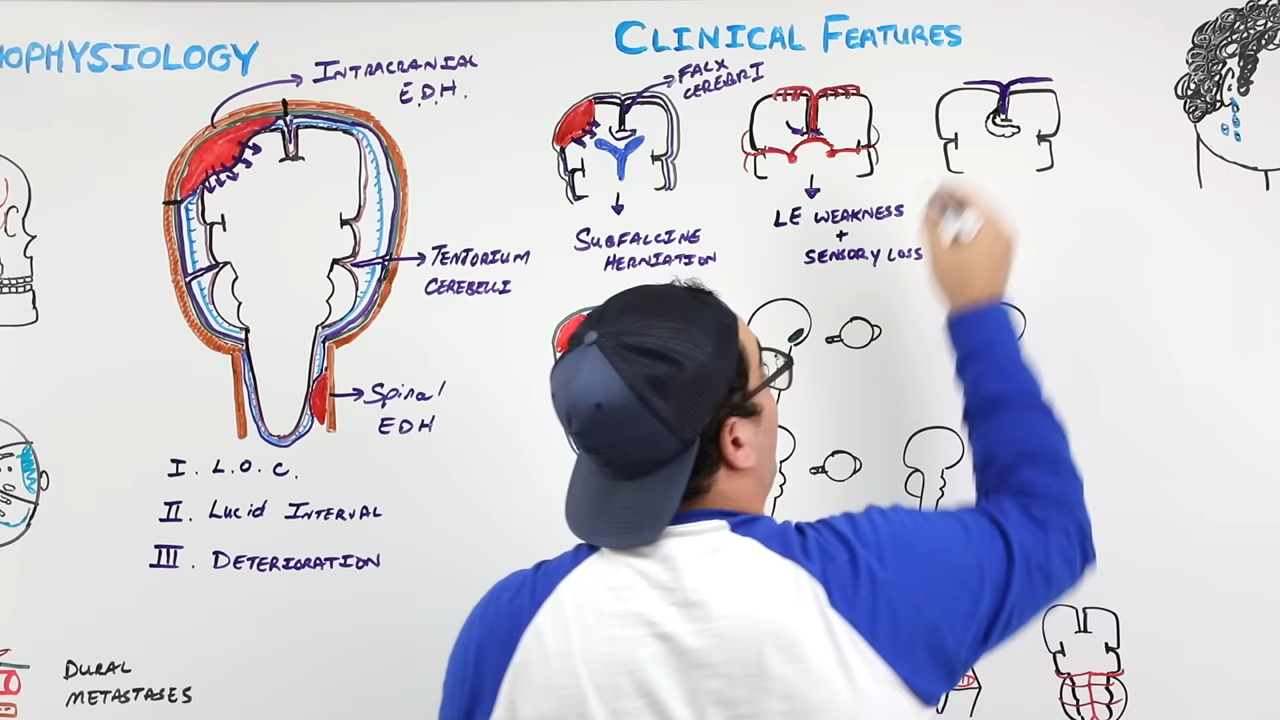 OPHYSIOLOGY
CLINICAL FEATURES
INTRACRANIAL
E.D.H.
FALX
CEREBRI
TENTORIUM
CEREBELLI
SUBFALCINE
HERNIATION
LE WEAKNESS
+
SENSORY LOSS
Spinal
EDH
I. L.O.C.
II. Lucid INTERVAL
III. DETERIORATION
DURAL
METASTASES